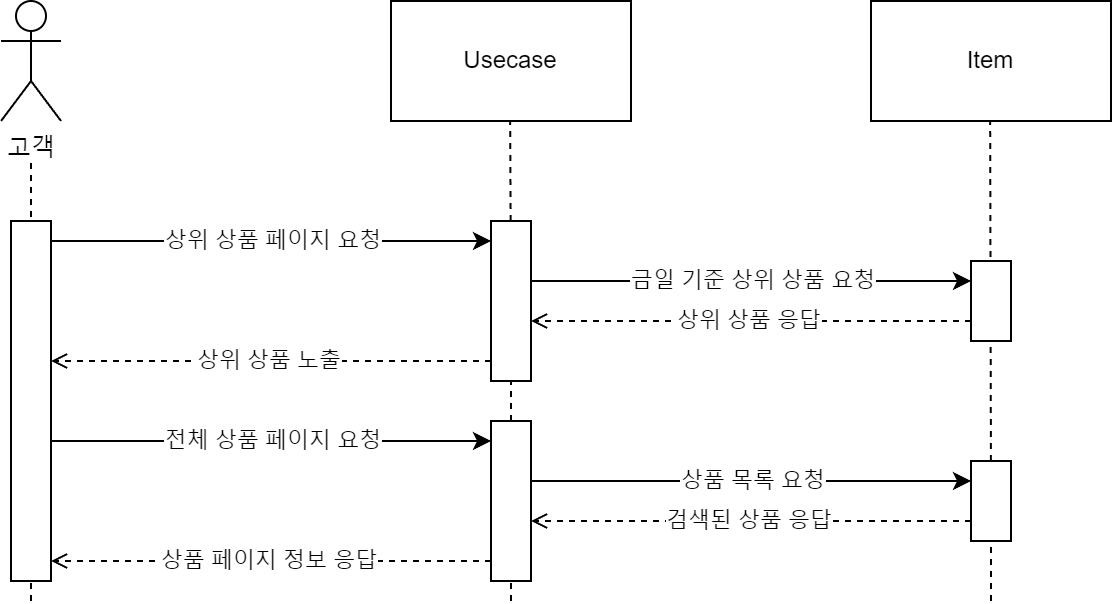 Usecase
Item
고객
상위 상품 페이지 요청
금일 기준 상위 상품 요청
상위 상품 응답
상위 상품 노출
전체 상품 페이지 요청
상품 목록 요청
검색된 상품 응답
상품 페이지 정보 응답